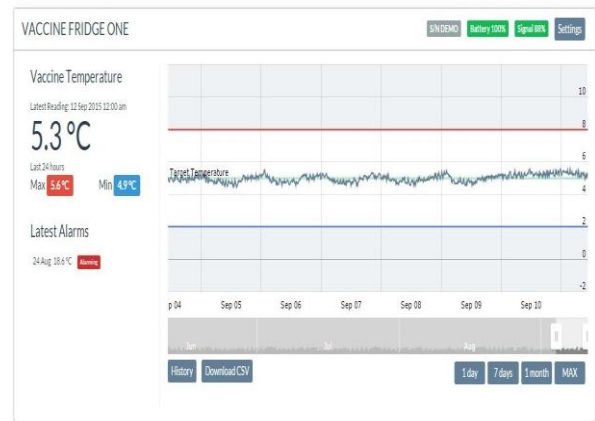 VACCINE FRIDGE ONE
S/N DEMO Battery 100% Signal 88% Settings
Vaccine Temperature
Latest Reading: 12 Sep 2015 12:00 am
5.3 °C
Last 24 hours
Max 5.6 °C Min 4.9 °C
Latest Alarms
24 Aug 18.6 °C Alarming
10
8
6
Target Temperature
4
2
0
-2
p 04 Sep 05 Sep 06 Sep 07 Sep 08 Sep 09 Sep 10
Jun Jul Aug
History Download CSV 1 day 7 days 1 month MAX